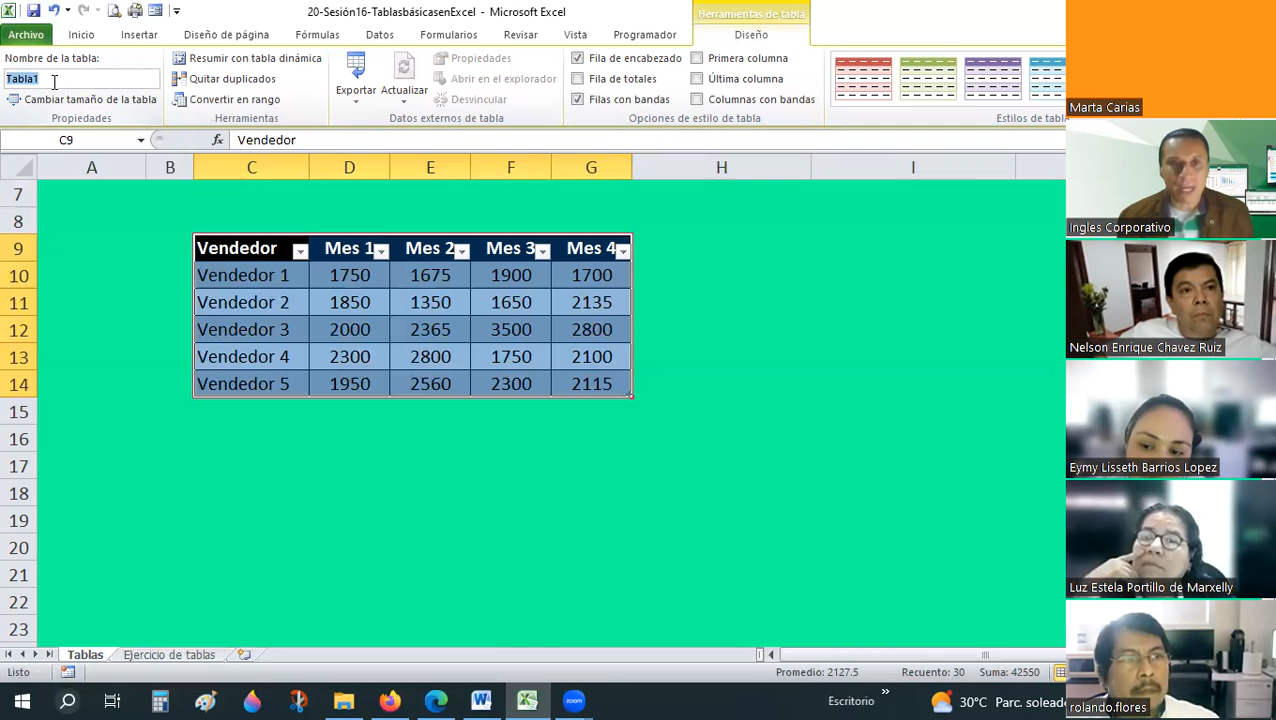 20-Sesión16-TablasbásicasenExcel - Microsoft Excel
Herramientas de tabla
Archivo Inicio Insertar Diseño de página Fórmulas Datos Formularios Revisar Vista Programador Diseño
Nombre de la tabla:
Tabla1
Cambiar tamaño de la tabla
Propiedades
Resumir con tabla dinámica
Quitar duplicados
Convertir en rango
Herramientas
Exportar
Actualizar
Propiedades
Abrir en el explorador
Desvincular
Datos externos de tabla
Fila de encabezado
Fila de totales
Filas con bandas
Primera columna
Última columna
Columnas con bandas
Opciones de estilo de tabla
Estilos de tabl
C9 fx Vendedor
A B C D E F G H I
7
8
9 Vendedor Mes 1 Mes 2 Mes 3 Mes 4
10 Vendedor 1 1750 1675 1900 1700
11 Vendedor 2 1850 1350 1650 2135
12 Vendedor 3 2000 2365 3500 2800
13 Vendedor 4 2300 2800 1750 2100
14 Vendedor 5 1950 2560 2300 2115
15
16
17
18
19
20
21
22
23
Tablas Ejercicio de tablas
Listo Promedio: 2127.5 Recuento: 30 Suma: 42550
Escritorio » 30°C Parc. soleado
Marta Carias
Ingles Corporativo
Nelson Enrique Chavez Ruiz
Eymy Lisseth Barrios Lopez
Luz Estela Portillo de Marxelly
rolando.flores